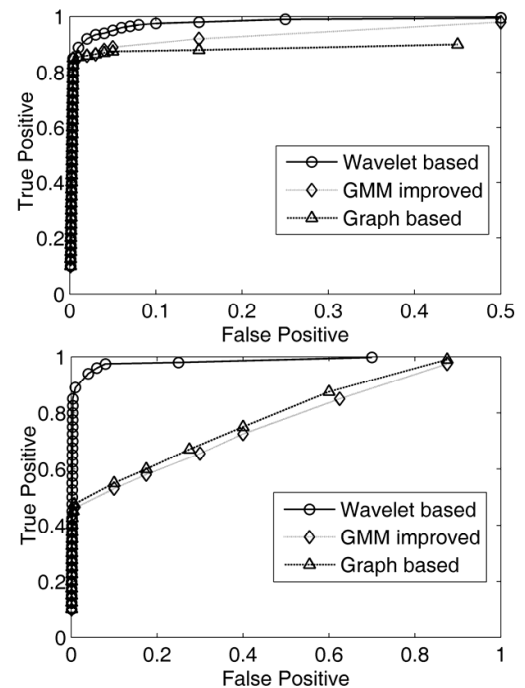 1
0.8
0.6
0.4
0.2
0
True Positive
Wavelet based
GMM improved
Graph based
0 0.1 0.2 0.3 0.4 0.5
False Positive
1
0.8
0.6
0.4
0.2
0
True Positive
Wavelet based
GMM improved
Graph based
0 0.2 0.4 0.6 0.8 1
False Positive